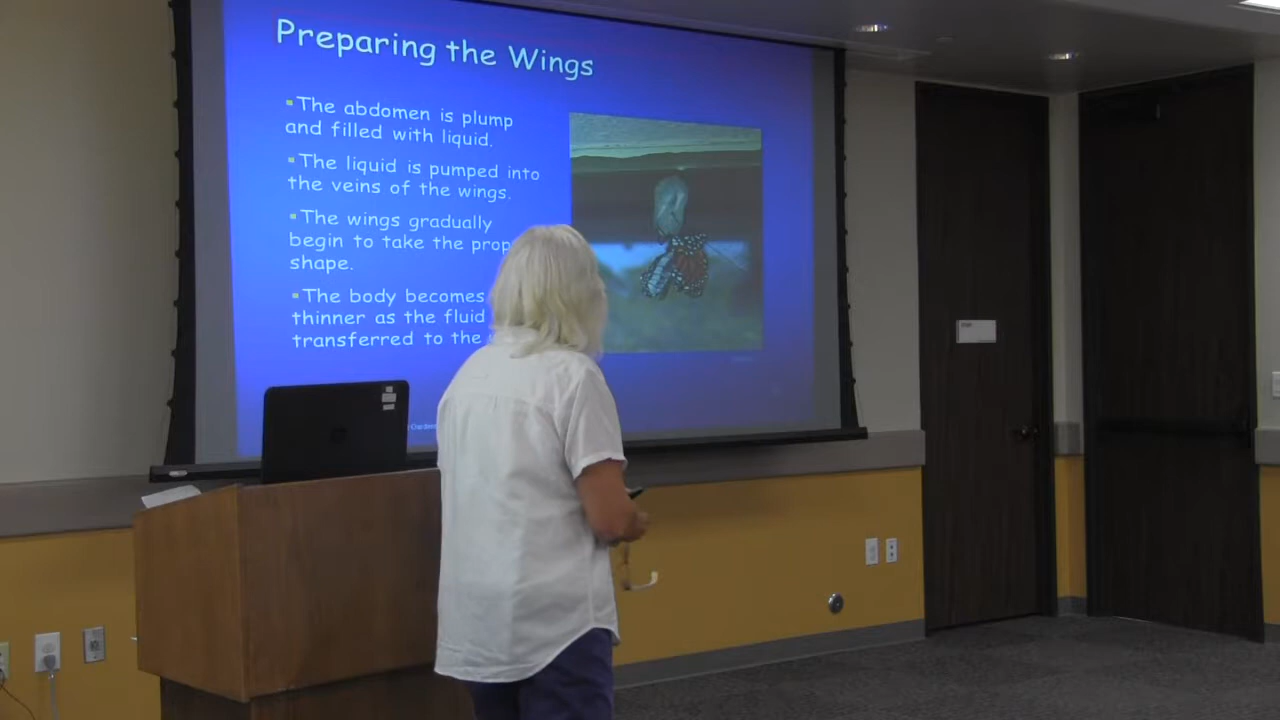 Preparing the Wings
▪The abdomen is plump
and filled with liquid.
▪The liquid is pumped into
the veins of the wings.
▪The wings gradually
begin to take the prop
shape.
▪The body becomes
thinner as the fluid
transferred to the